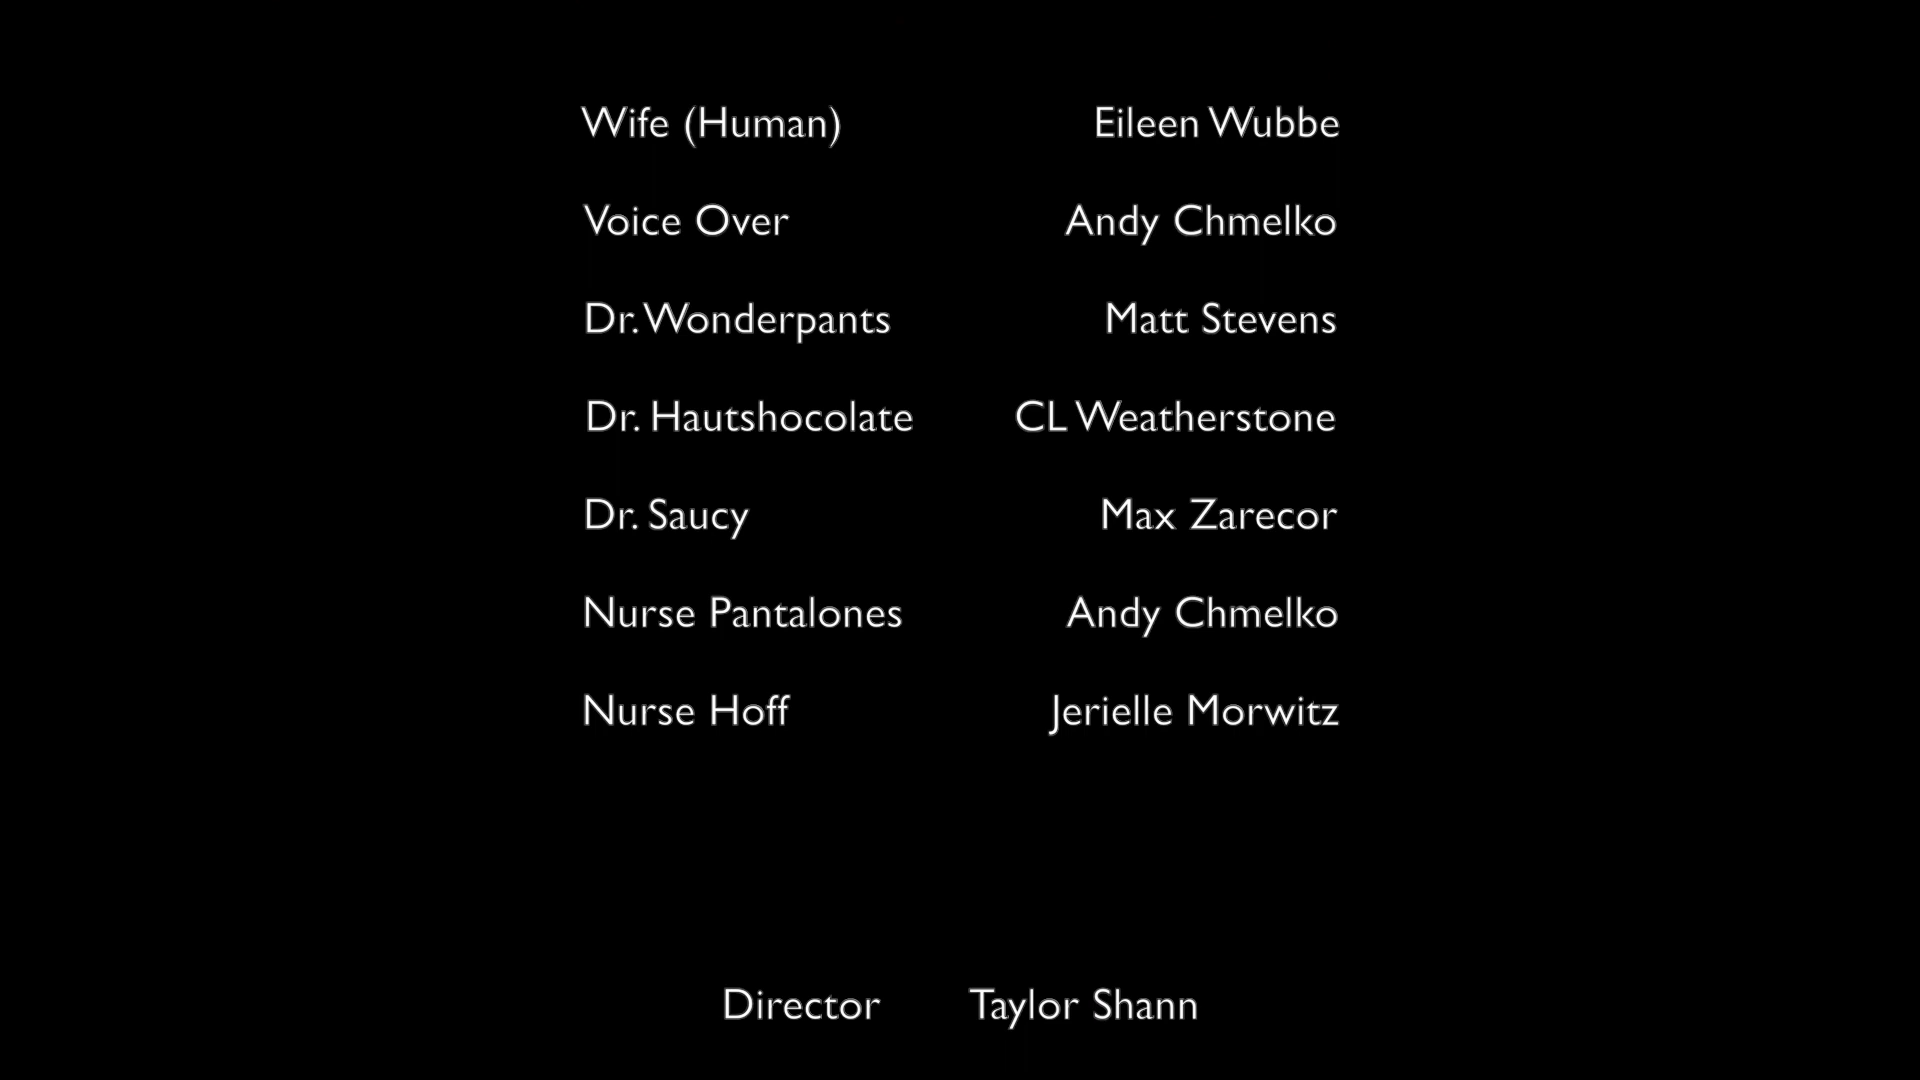 Wife (Human) Eileen Wubbe
Voice Over Andy Chmelko
Dr. Wonderpants Matt Stevens
Dr. Hautshocolate CL Weatherstone
Dr. Saucy Max Zarecor
Nurse Pantalones Andy Chmelko
Nurse Hoff Jerielle Morwitz
Director Taylor Shann